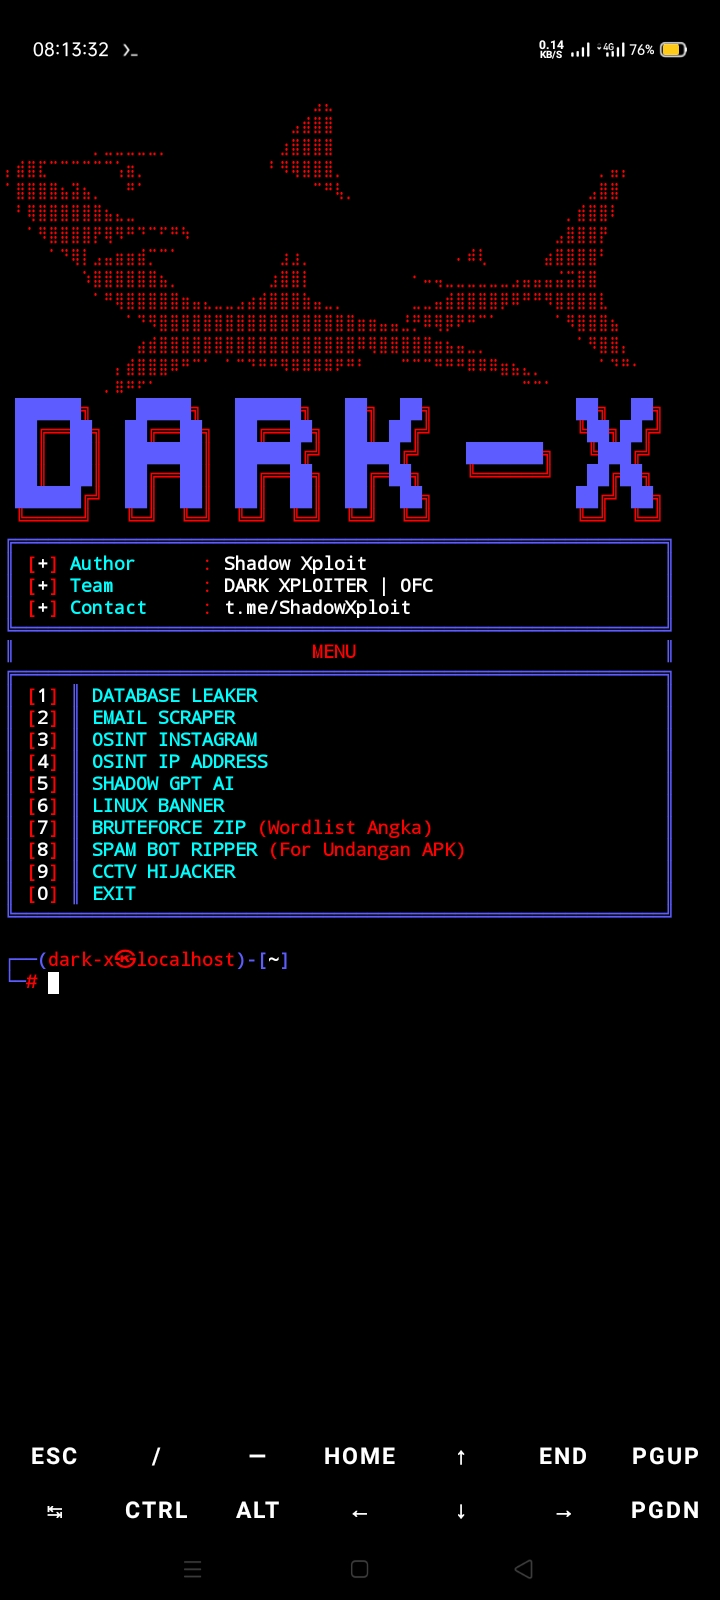 08:13:32
0.14 KB/S 4G 76%
DARK-X
[+] Author : Shadow Xploit
[+] Team : DARK XPLOITER | OFC
[+] Contact : t.me/ShadowXploit
MENU
[1] DATABASE LEAKER
[2] EMAIL SCRAPER
[3] OSINT INSTAGRAM
[4] OSINT IP ADDRESS
[5] SHADOW GPT AI
[6] LINUX BANNER
[7] BRUTEFORCE ZIP (Wordlist Angka)
[8] SPAM BOT RIPPER (For Undangan APK)
[9] CCTV HIJACKER
[0] EXIT
┌──(dark-x㉿localhost)-[~]
└─#
ESC / — HOME ↑ END PGUP
↹ CTRL ALT ← ↓ → PGDN